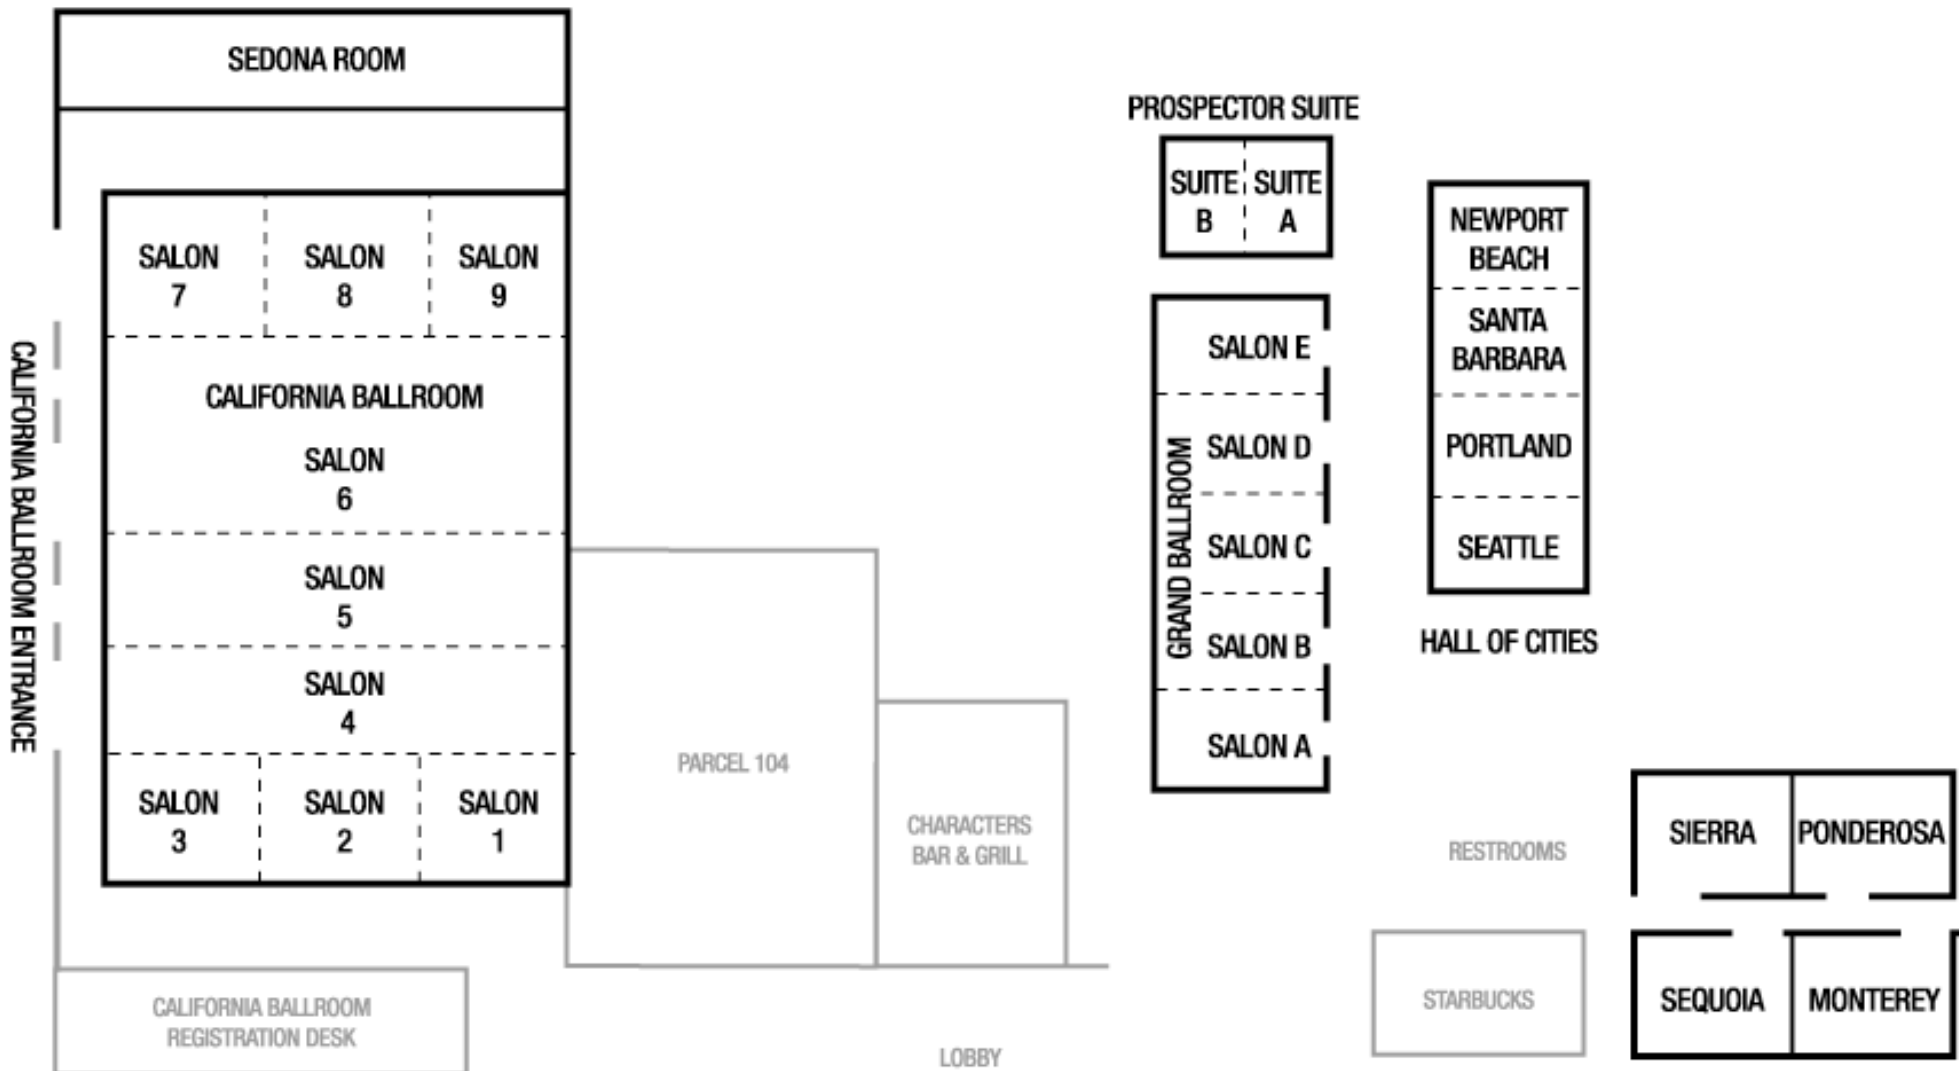 SEDONA ROOM
SALON
7
SALON
8
SALON
9
CALIFORNIA BALLROOM
SALON
6
SALON
5
SALON
4
SALON
3
SALON
2
SALON
1
CALIFORNIA BALLROOM ENTRANCE
CALIFORNIA BALLROOM
REGISTRATION DESK
PARCEL 104
CHARACTERS
BAR & GRILL
LOBBY
PROSPECTOR SUITE
SUITE
B
SUITE
A
GRAND BALLROOM
SALON E
SALON D
SALON C
SALON B
SALON A
NEWPORT
BEACH
SANTA
BARBARA
PORTLAND
SEATTLE
HALL OF CITIES
RESTROOMS
STARBUCKS
SIERRA
PONDEROSA
SEQUOIA
MONTEREY